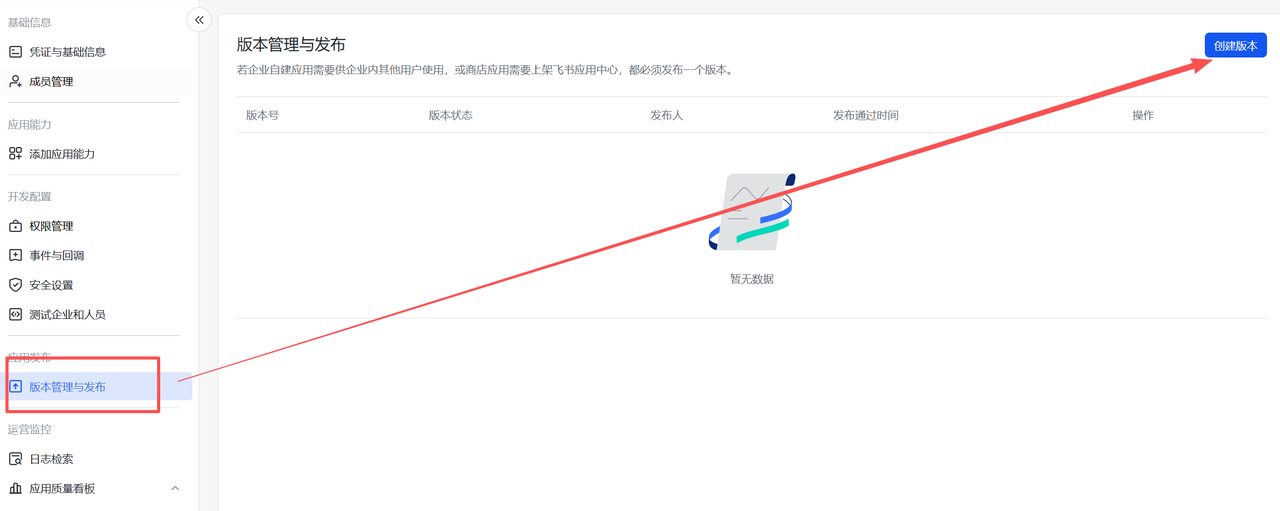 基础信息
凭证与基础信息
成员管理
应用能力
添加应用能力
开发配置
权限管理
事件与回调
安全设置
测试企业和人员
应用发布
版本管理与发布
运营监控
日志检索
应用质量看板
版本管理与发布
创建版本
若企业自建应用需要供企业内其他用户使用，或商店应用需要上架飞书应用中心，都必须发布一个版本。
版本号 版本状态 发布人 发布通过时间 操作
暂无数据